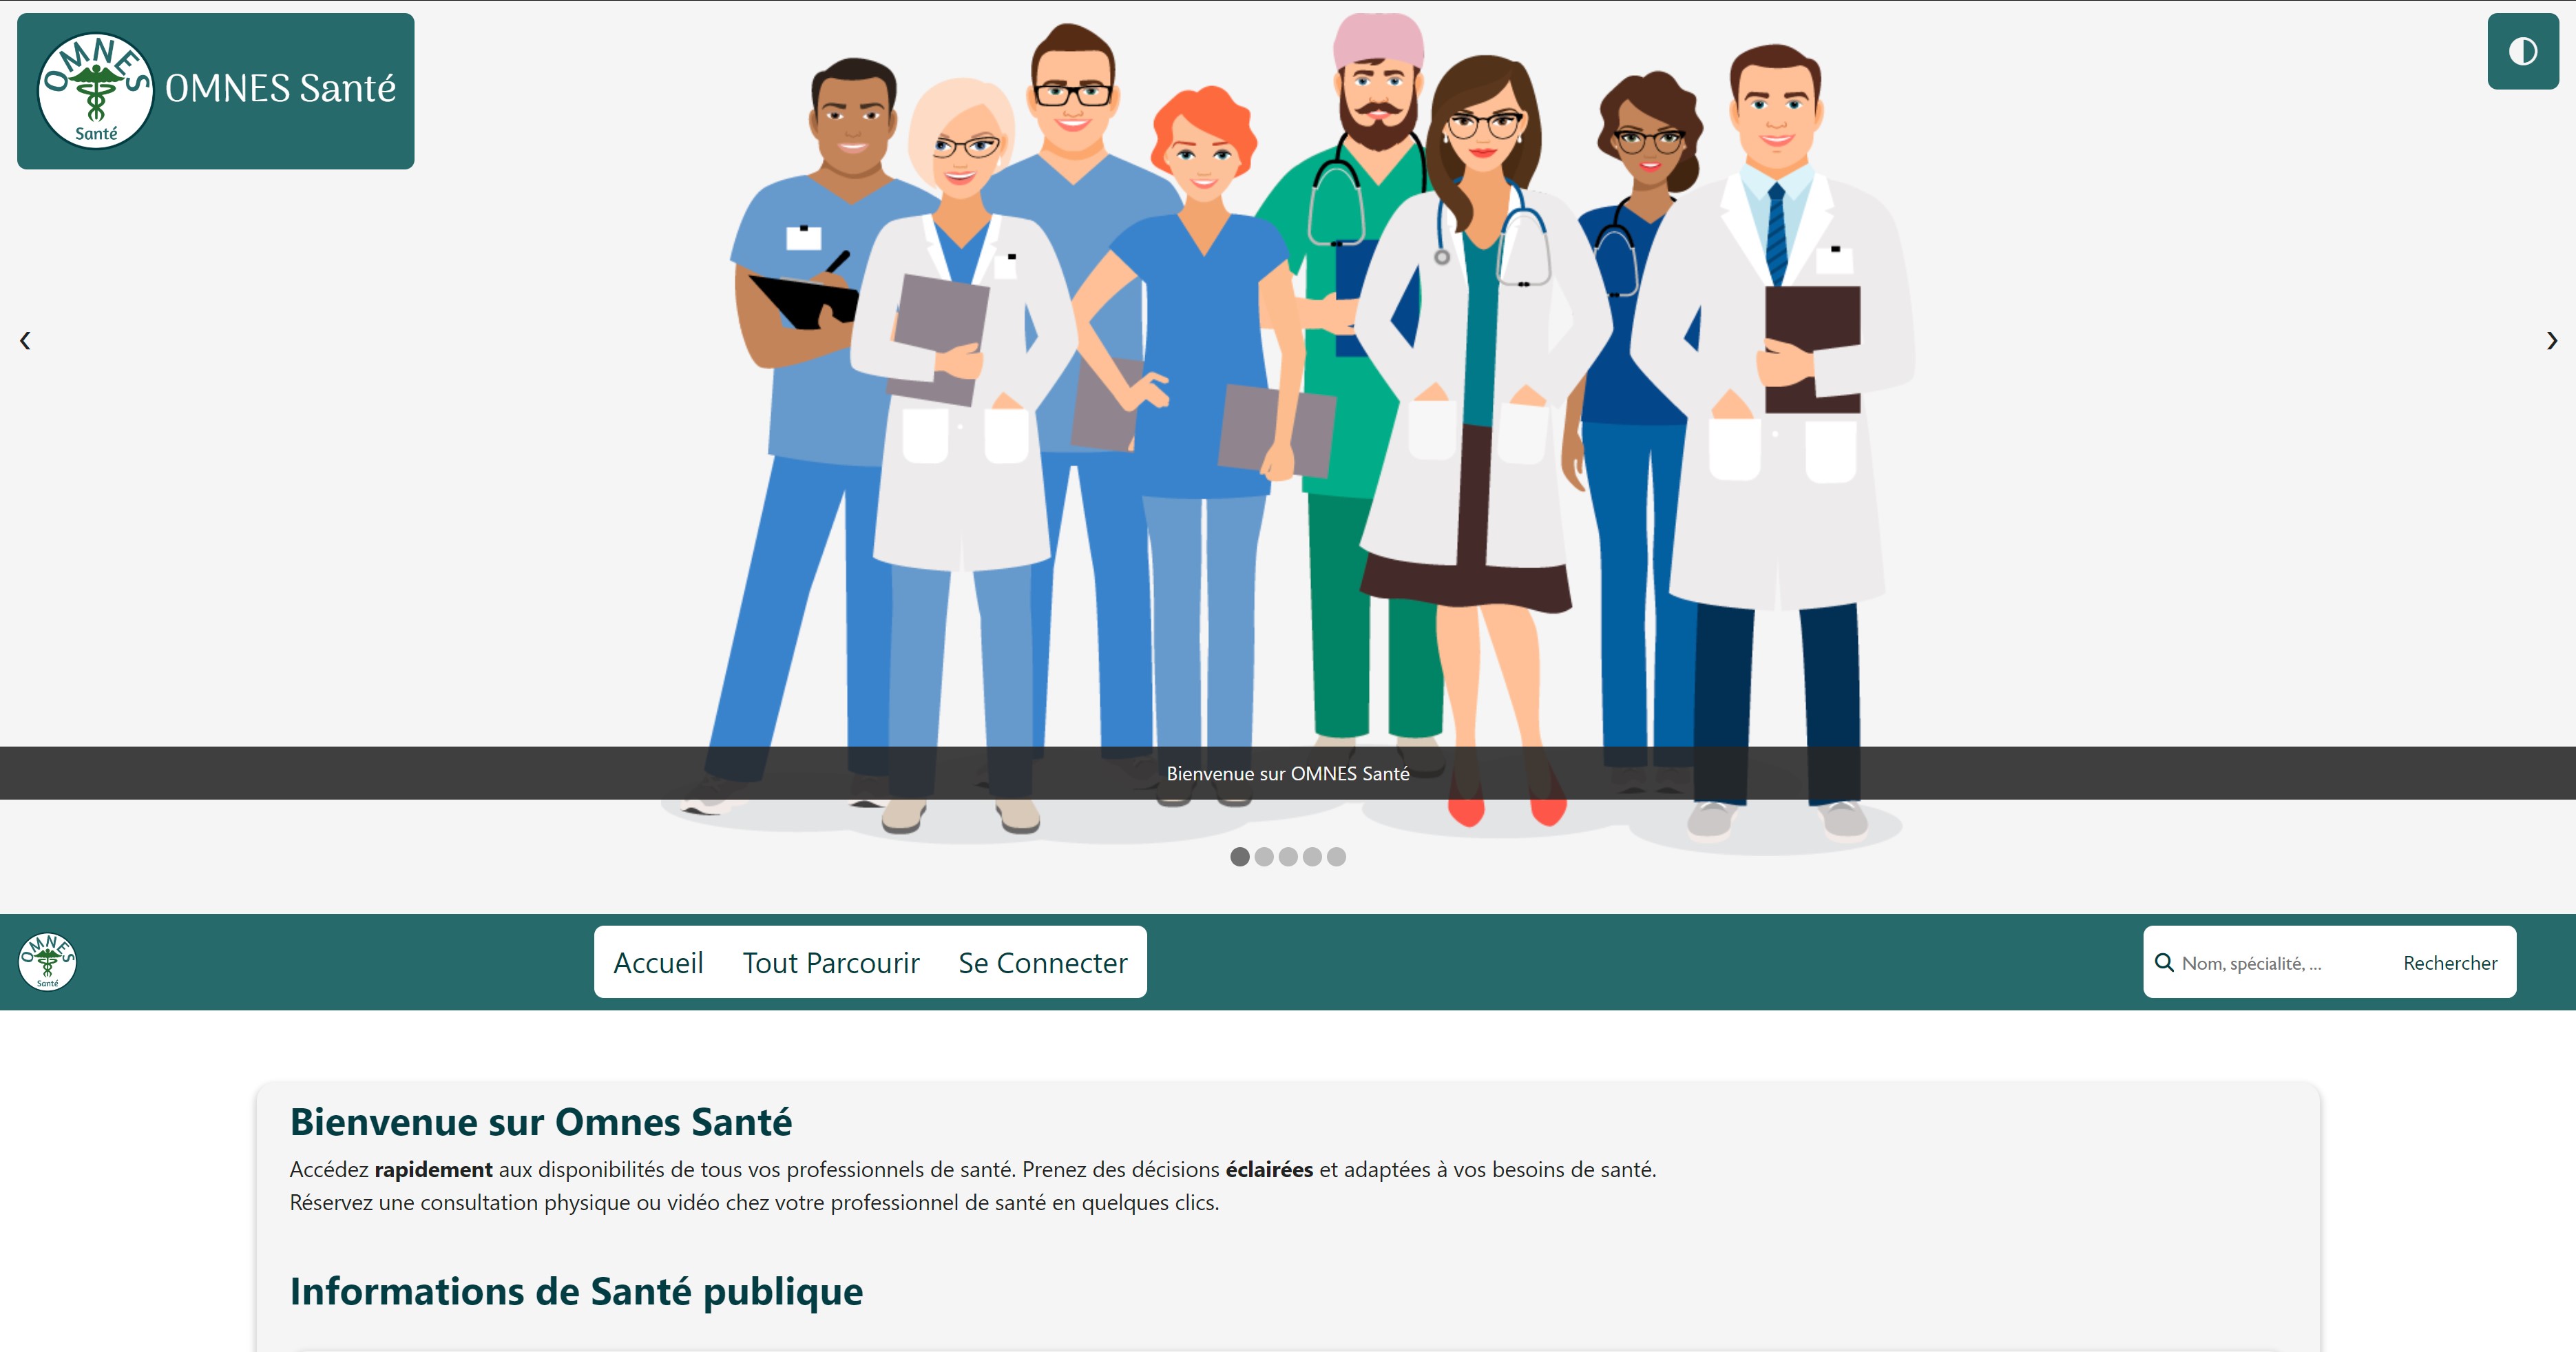 OMNES
Santé
OMNES Santé
‹
›
Bienvenue sur OMNES Santé
OMNES
Santé
Accueil
Tout Parcourir
Se Connecter
Nom, spécialité, ...
Rechercher
Bienvenue sur Omnes Santé
Accédez rapidement aux disponibilités de tous vos professionnels de santé. Prenez des décisions éclairées et adaptées à vos besoins de santé.
Réservez une consultation physique ou vidéo chez votre professionnel de santé en quelques clics.
Informations de Santé publique